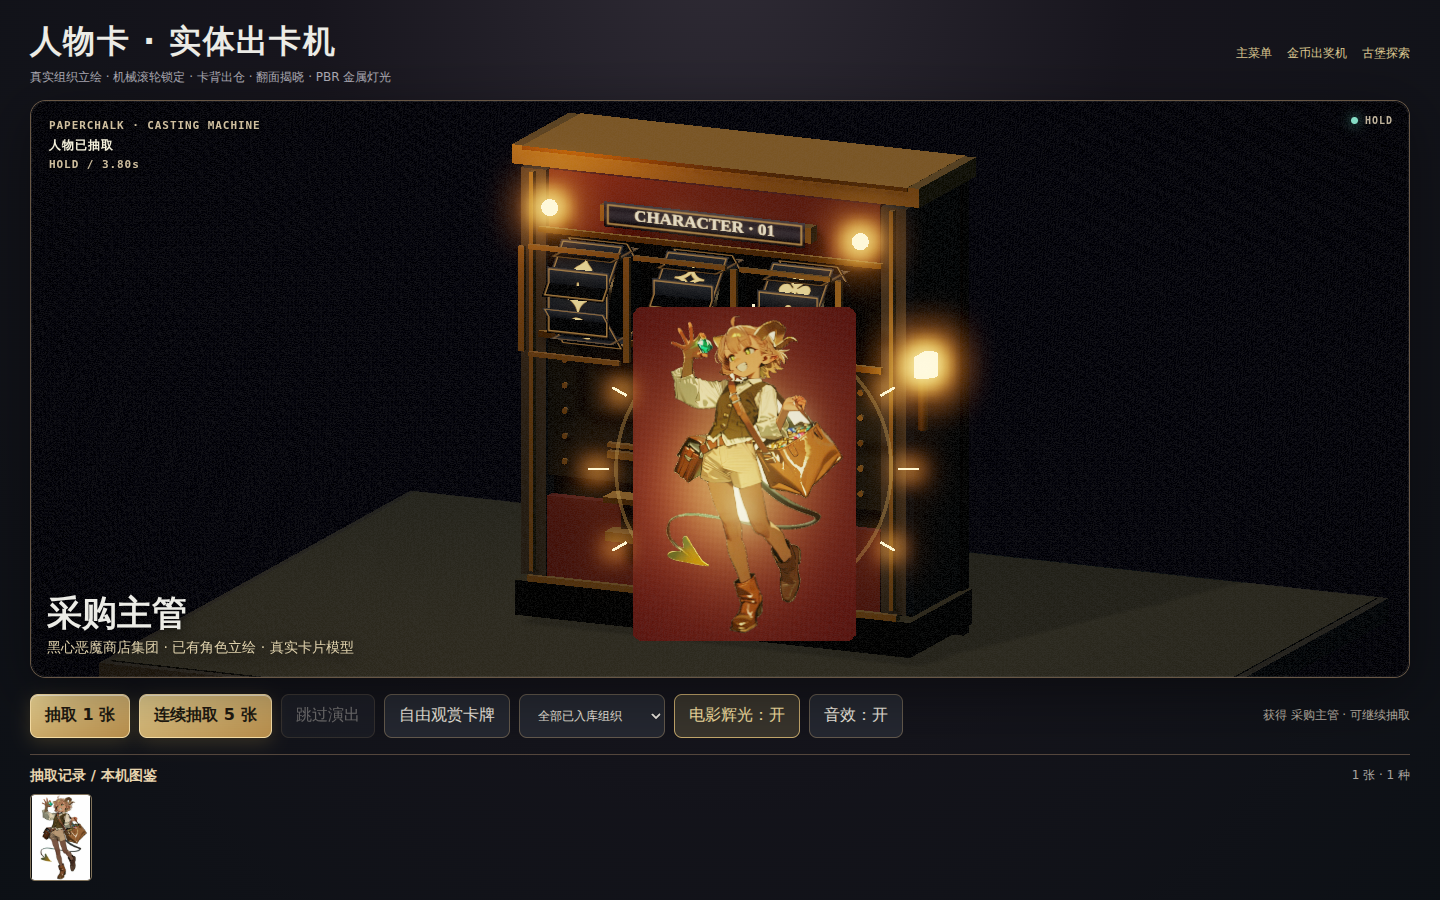 人物卡 · 实体出卡机
真实组织立绘 · 机械滚轮锁定 · 卡背出仓 · 翻面揭晓 · PBR 金属灯光
主菜单 金币出奖机 古堡探索
PAPERCHALK · CASTING MACHINE
人物已抽取
HOLD / 3.80s
HOLD
CHARACTER · 01
采购主管
黑心恶魔商店集团 · 已有角色立绘 · 真实卡片模型
抽取 1 张 连续抽取 5 张 跳过演出 自由观赏卡牌 全部已入库组织 电影辉光：开 音效：开
获得 采购主管 · 可继续抽取
抽取记录 / 本机图鉴
1 张 · 1 种